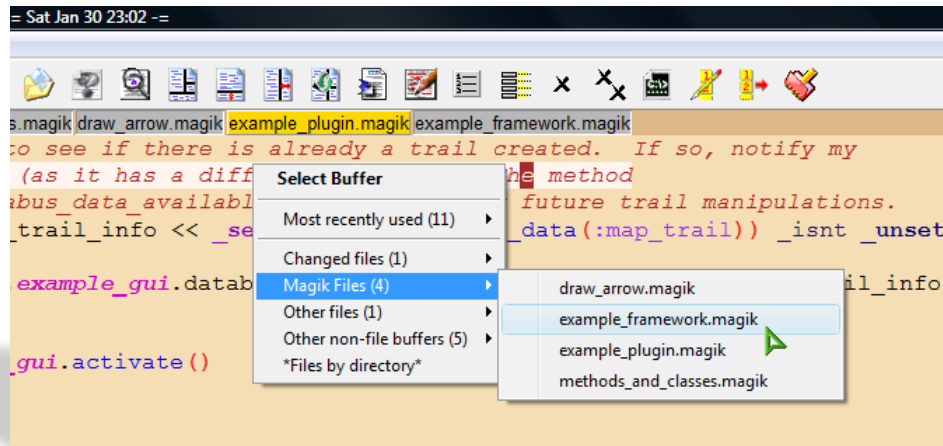 = Sat Jan 30 23:02 -=
s.magik draw_arrow.magik example_plugin.magik example_framework.magik
to see if there is already a trail created. If so, notify my
(as it has a diff he method
abus_data_availabl future trail manipulations.
_trail_info << _se _data(:map_trail)) _isnt _unset
example_gui.datab il_info
_gui.activate()
Select Buffer
Most recently used (11)
Changed files (1)
Magik Files (4)
Other files (1)
Other non-file buffers (5)
*Files by directory*
draw_arrow.magik
example_framework.magik
example_plugin.magik
methods_and_classes.magik